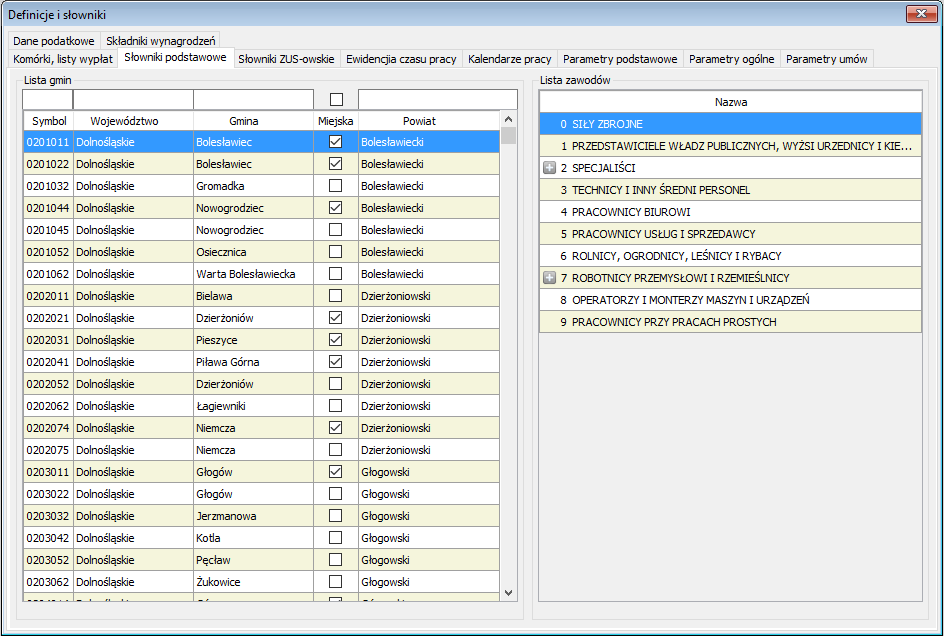 Definicje i słowniki
Dane podatkowe Składniki wynagrodzeń
Komórki, listy wypłat Słowniki podstawowe Słowniki ZUS-owskie Ewidencjia czasu pracy Kalendarze pracy Parametry podstawowe Parametry ogólne Parametry umów
Lista gmin
Symbol Województwo Gmina Miejska Powiat
0201011 Dolnośląskie Bolesławiec Bolesławiecki
0201022 Dolnośląskie Bolesławiec Bolesławiecki
0201032 Dolnośląskie Gromadka Bolesławiecki
0201044 Dolnośląskie Nowogrodziec Bolesławiecki
0201045 Dolnośląskie Nowogrodziec Bolesławiecki
0201052 Dolnośląskie Osiecznica Bolesławiecki
0201062 Dolnośląskie Warta Bolesławiecka Bolesławiecki
0202011 Dolnośląskie Bielawa Dzierżoniowski
0202021 Dolnośląskie Dzierżoniów Dzierżoniowski
0202031 Dolnośląskie Pieszyce Dzierżoniowski
0202041 Dolnośląskie Piława Górna Dzierżoniowski
0202052 Dolnośląskie Dzierżoniów Dzierżoniowski
0202062 Dolnośląskie Łagiewniki Dzierżoniowski
0202074 Dolnośląskie Niemcza Dzierżoniowski
0202075 Dolnośląskie Niemcza Dzierżoniowski
0203011 Dolnośląskie Głogów Głogowski
0203022 Dolnośląskie Głogów Głogowski
0203032 Dolnośląskie Jerzmanowa Głogowski
0203042 Dolnośląskie Kotla Głogowski
0203052 Dolnośląskie Pęcław Głogowski
0203062 Dolnośląskie Żukowice Głogowski
Lista zawodów
Nazwa
0 SIŁY ZBROJNE
1 PRZEDSTAWICIELE WŁADZ PUBLICZNYCH, WYŻSI URZEDNICY I KIE...
2 SPECJALIŚCI
3 TECHNICY I INNY ŚREDNI PERSONEL
4 PRACOWNICY BIUROWI
5 PRACOWNICY USŁUG I SPRZEDAWCY
6 ROLNICY, OGRODNICY, LEŚNICY I RYBACY
7 ROBOTNICY PRZEMYSŁOWI I RZEMIEŚLNICY
8 OPERATORZY I MONTERZY MASZYN I URZĄDZEŃ
9 PRACOWNICY PRZY PRACACH PROSTYCH